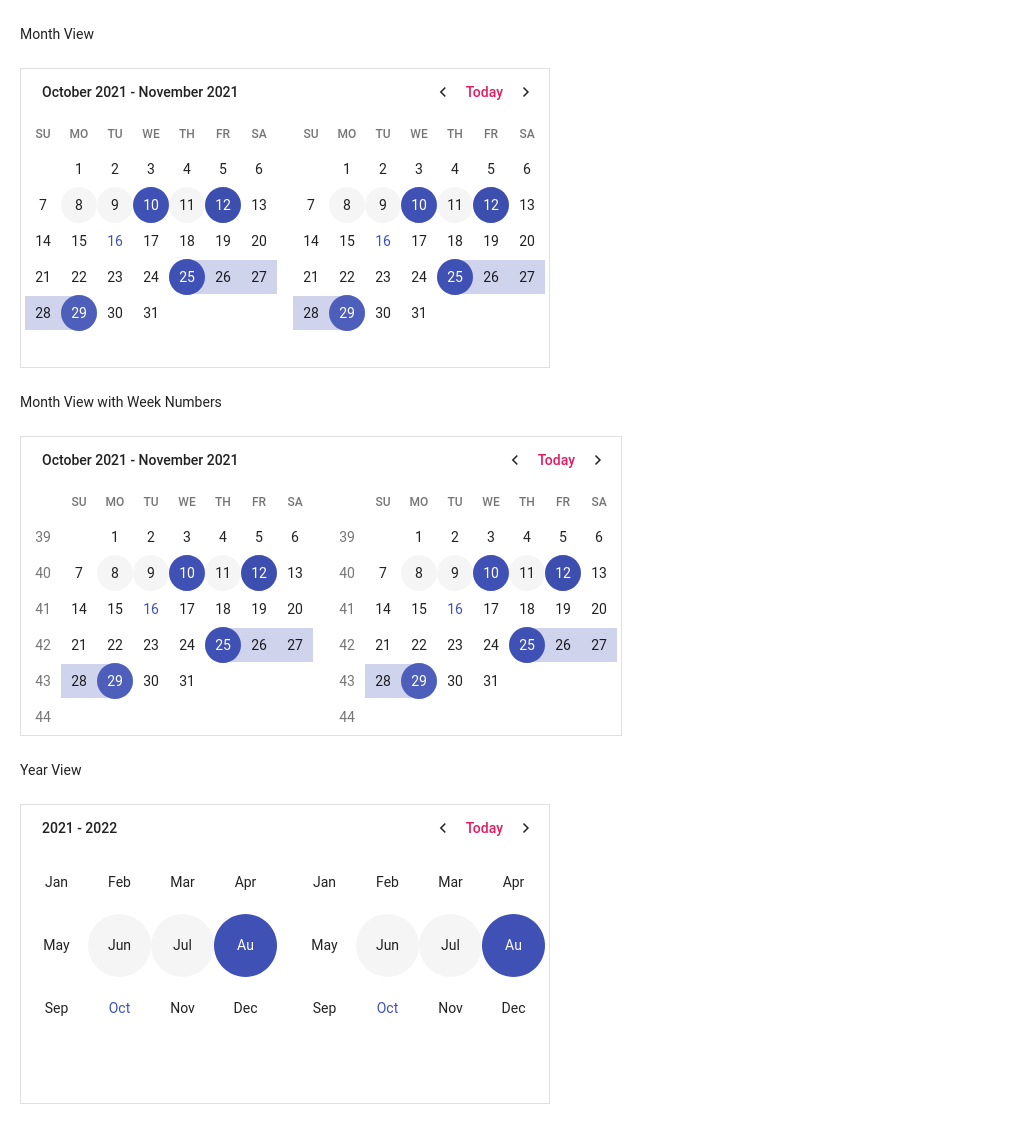 Month View
October 2021 - November 2021 Today
SU MO TU WE TH FR SA SU MO TU WE TH FR SA
1 2 3 4 5 6 1 2 3 4 5 6
7 8 9 10 11 12 13 7 8 9 10 11 12 13
14 15 16 17 18 19 20 14 15 16 17 18 19 20
21 22 23 24 25 26 27 21 22 23 24 25 26 27
28 29 30 31 28 29 30 31
Month View with Week Numbers
October 2021 - November 2021 Today
SU MO TU WE TH FR SA SU MO TU WE TH FR SA
39 1 2 3 4 5 6 39 1 2 3 4 5 6
40 7 8 9 10 11 12 13 40 7 8 9 10 11 12 13
41 14 15 16 17 18 19 20 41 14 15 16 17 18 19 20
42 21 22 23 24 25 26 27 42 21 22 23 24 25 26 27
43 28 29 30 31 43 28 29 30 31
44 44
Year View
2021 - 2022 Today
Jan Feb Mar Apr Jan Feb Mar Apr
May Jun Jul Au May Jun Jul Au
Sep Oct Nov Dec Sep Oct Nov Dec